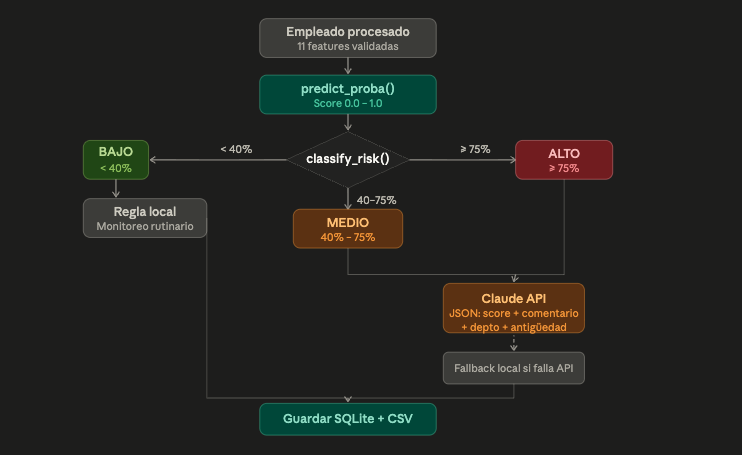 Empleado procesado
11 features validadas
predict_proba()
Score 0.0 – 1.0
< 40%
≥ 75%
BAJO
< 40%
classify_risk()
ALTO
≥ 75%
40–75%
Regla local
Monitoreo rutinario
MEDIO
40% – 75%
Claude API
JSON: score + comentario
+ depto + antigüedad
Fallback local si falla API
Guardar SQLite + CSV